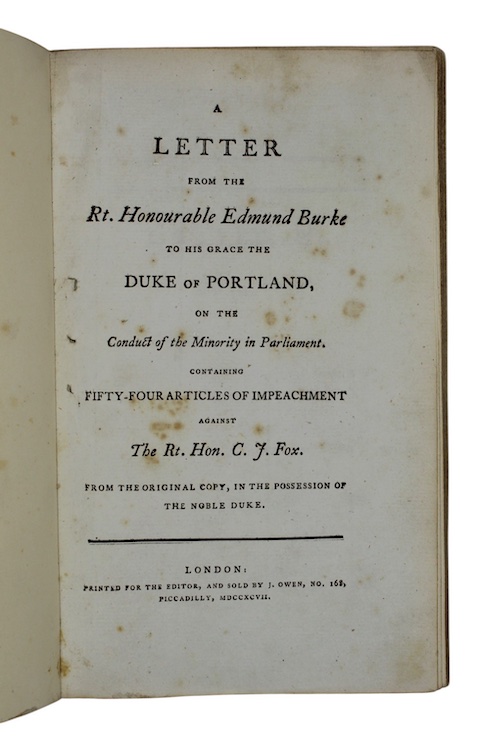 A
LETTER
FROM THE
Rt. Honourable Edmund Burke
TO HIS GRACE THE
DUKE OF PORTLAND,
ON THE
Conduct of the Minority in Parliament.
CONTAINING
FIFTY-FOUR ARTICLES OF IMPEACHMENT
AGAINST
The Rt. Hon. C. J. Fox.
FROM THE ORIGINAL COPY, IN THE POSSESSION OF
THE NOBLE DUKE.
LONDON:
PRINTED FOR THE EDITOR, AND SOLD BY J. OWEN, NO. 168,
PICCADILLY, MDCCXCVII.